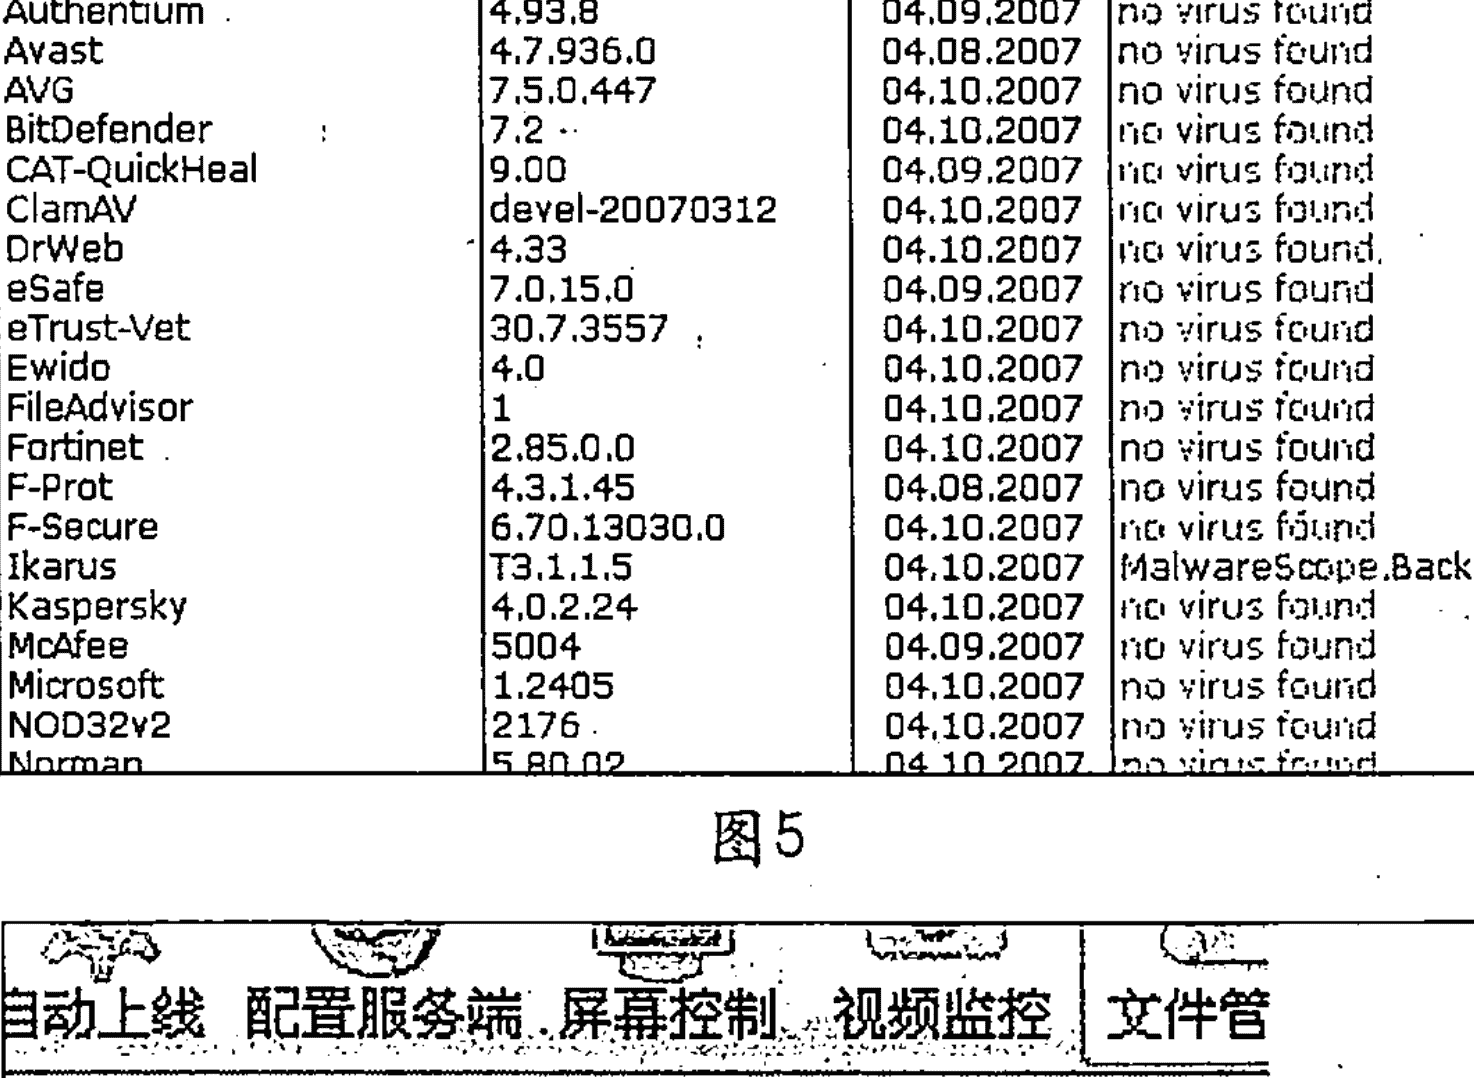 Authentium 4.93.8 04.09.2007 no virus found
Avast 4.7.936.0 04.08.2007 no virus found
AVG 7.5.0.447 04.10.2007 no virus found
BitDefender 7.2 04.10.2007 no virus found
CAT-QuickHeal 9.00 04.09.2007 no virus found
ClamAV devel-20070312 04.10.2007 no virus found
DrWeb 4.33 04.10.2007 no virus found
eSafe 7.0.15.0 04.09.2007 no virus found
eTrust-Vet 30.7.3557 04.10.2007 no virus found
Ewido 4.0 04.10.2007 no virus found
FileAdvisor 1 04.10.2007 no virus found
Fortinet 2.85.0.0 04.10.2007 no virus found
F-Prot 4.3.1.45 04.08.2007 no virus found
F-Secure 6.70.13030.0 04.10.2007 no virus found
Ikarus T3.1.1.5 04.10.2007 MalwareScope.Back
Kaspersky 4.0.2.24 04.10.2007 no virus found
McAfee 5004 04.09.2007 no virus found
Microsoft 1.2405 04.10.2007 no virus found
NOD32v2 2176 04.10.2007 no virus found
Norman 5.80.02 04.10.2007 no virus found
图5
自动上线 配置服务端 屏幕控制 视频监控 文件管